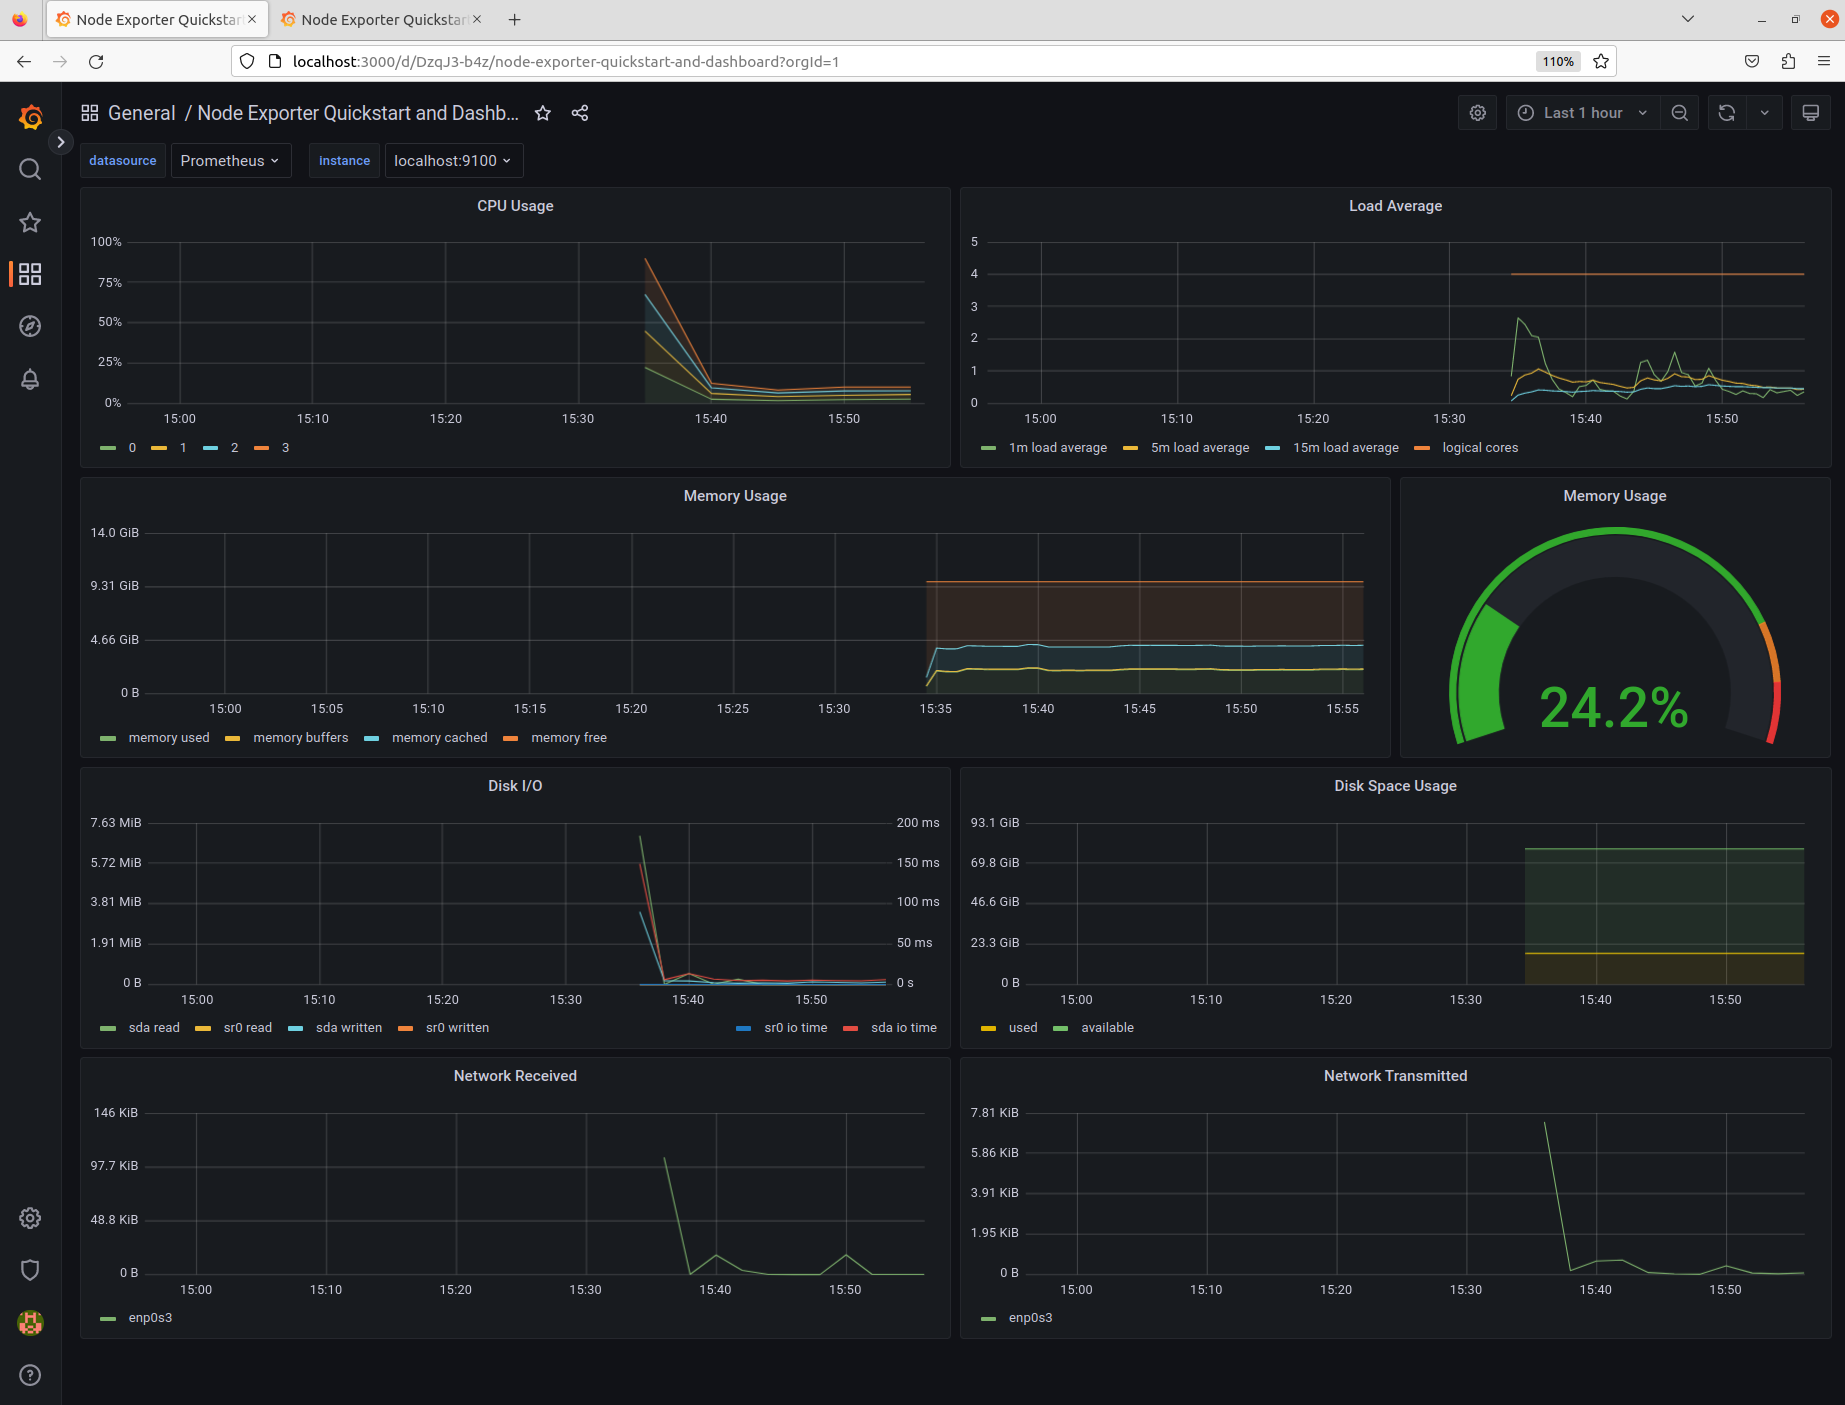 Node Exporter Quickstar
Node Exporter Quickstar
localhost:3000/d/DzqJ3-b4z/node-exporter-quickstart-and-dashboard?orgId=1
110%
General / Node Exporter Quickstart and Dashb...
Last 1 hour
datasource Prometheus instance localhost:9100
CPU Usage
100%
75%
50%
25%
0%
15:00 15:10 15:20 15:30 15:40 15:50
0 1 2 3
Load Average
5
4
3
2
1
0
15:00 15:10 15:20 15:30 15:40 15:50
1m load average 5m load average 15m load average logical cores
Memory Usage
14.0 GiB
9.31 GiB
4.66 GiB
0 B
15:00 15:05 15:10 15:15 15:20 15:25 15:30 15:35 15:40 15:45 15:50 15:55
memory used memory buffers memory cached memory free
Memory Usage
24.2%
Disk I/O
7.63 MiB 200 ms
5.72 MiB 150 ms
3.81 MiB 100 ms
1.91 MiB 50 ms
0 B 0 s
15:00 15:10 15:20 15:30 15:40 15:50
sda read sr0 read sda written sr0 written sr0 io time sda io time
Disk Space Usage
93.1 GiB
69.8 GiB
46.6 GiB
23.3 GiB
0 B
15:00 15:10 15:20 15:30 15:40 15:50
used available
Network Received
146 KiB
97.7 KiB
48.8 KiB
0 B
15:00 15:10 15:20 15:30 15:40 15:50
enp0s3
Network Transmitted
7.81 KiB
5.86 KiB
3.91 KiB
1.95 KiB
0 B
15:00 15:10 15:20 15:30 15:40 15:50
enp0s3